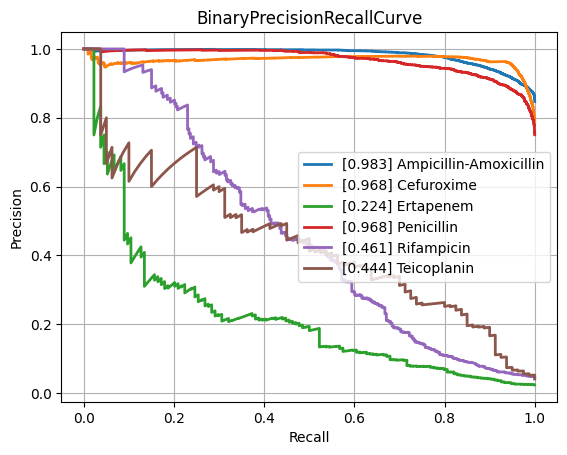 BinaryPrecisionRecallCurve
1.0
0.8
0.6
0.4
0.2
0.0
Precision
[0.983] Ampicillin-Amoxicillin
[0.968] Cefuroxime
[0.224] Ertapenem
[0.968] Penicillin
[0.461] Rifampicin
[0.444] Teicoplanin
0.0 0.2 0.4 0.6 0.8 1.0
Recall